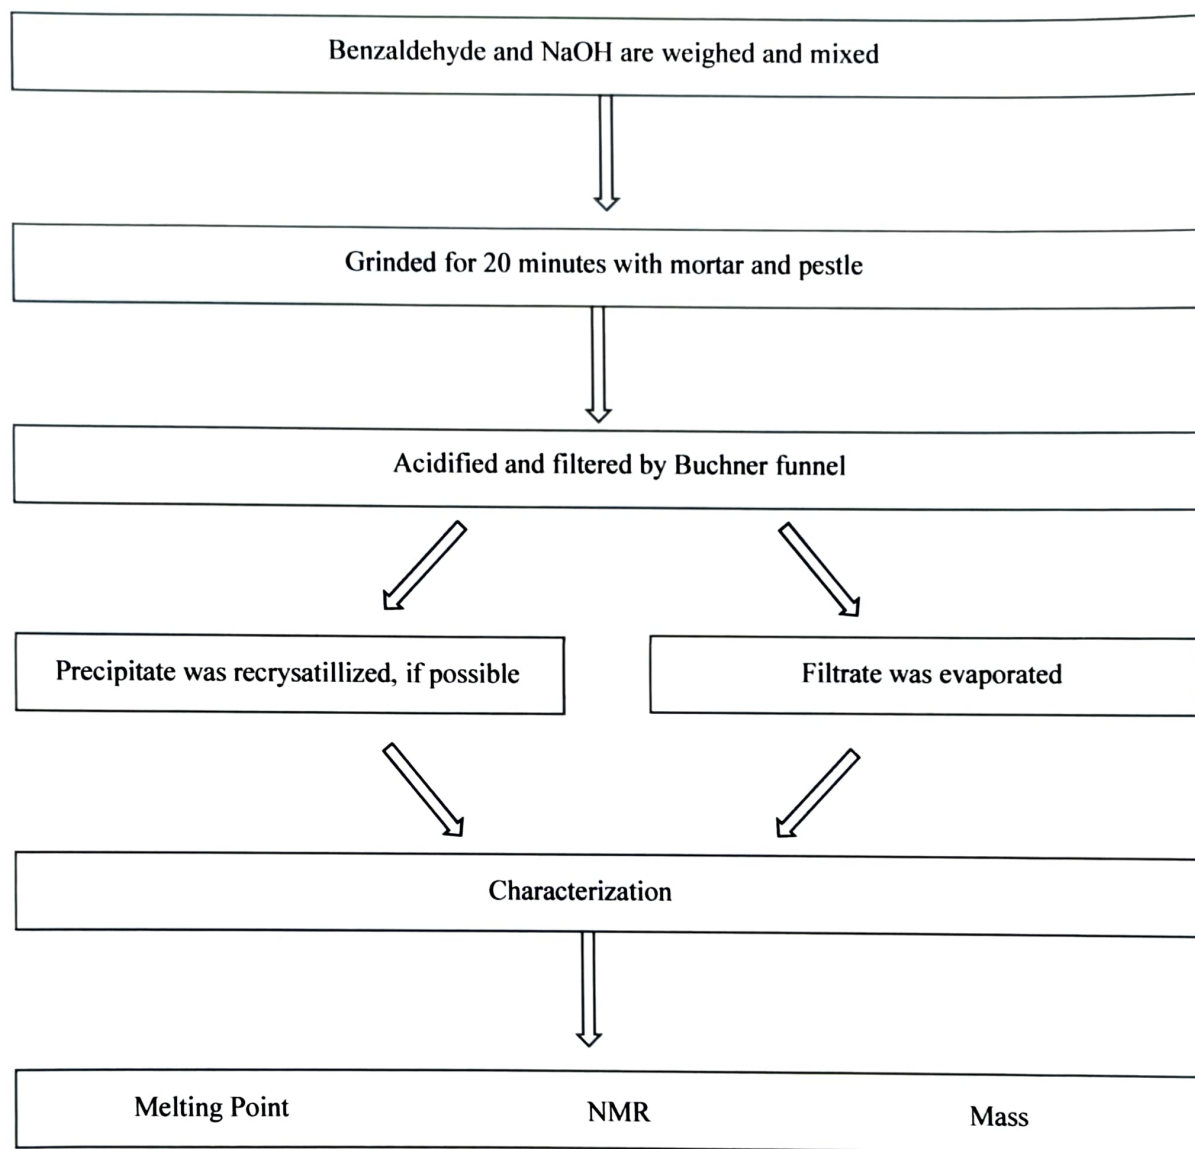 Benzaldehyde and NaOH are weighed and mixed
Grinded for 20 minutes with mortar and pestle
Acidified and filtered by Buchner funnel
Precipitate was recrysatillized, if possible
Filtrate was evaporated
Characterization
Melting Point
NMR
Mass